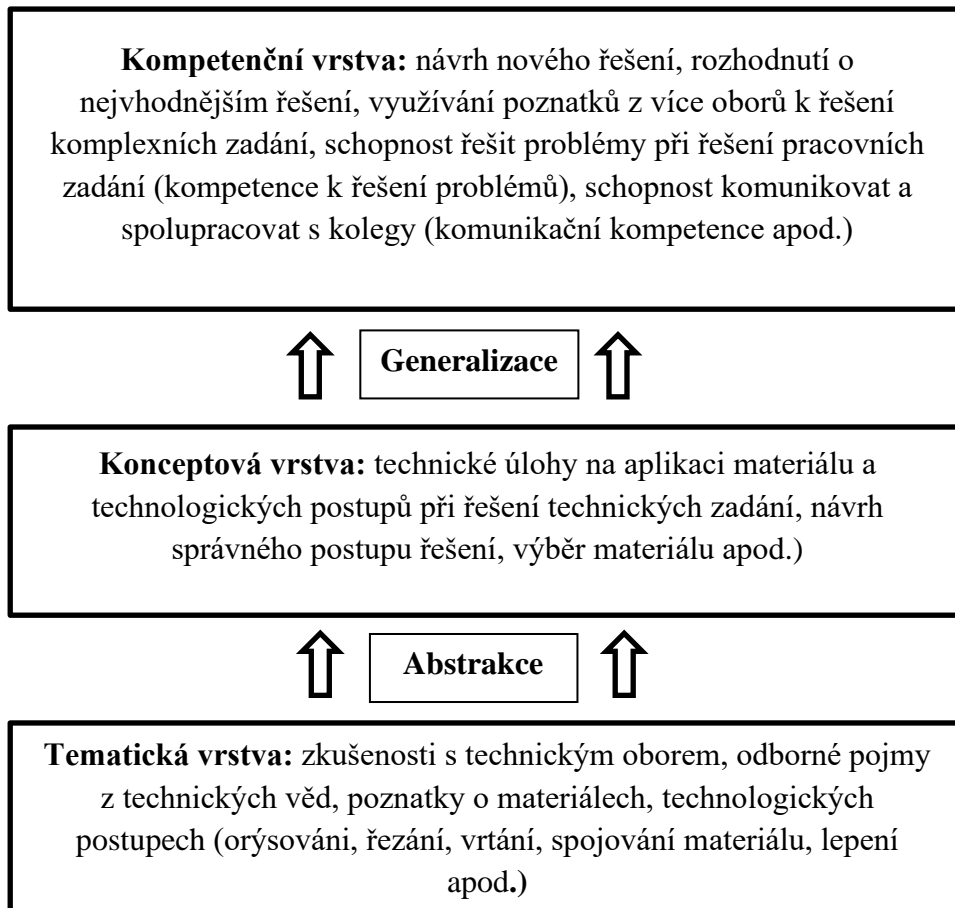 Kompetenční vrstva: návrh nového řešení, rozhodnutí o
nejvhodnějším řešení, využívání poznatků z více oborů k řešení
komplexních zadání, schopnost řešit problémy při řešení pracovních
zadání (kompetence k řešení problémů), schopnost komunikovat a
spolupracovat s kolegy (komunikační kompetence apod.)
Generalizace
Konceptová vrstva: technické úlohy na aplikaci materiálu a
technologických postupů při řešení technických zadání, návrh
správného postupu řešení, výběr materiálu apod.)
Abstrakce
Tematická vrstva: zkušenosti s technickým oborem, odborné pojmy
z technických věd, poznatky o materiálech, technologických
postupech (orýsováni, řezání, vrtání, spojování materiálu, lepení
apod.)